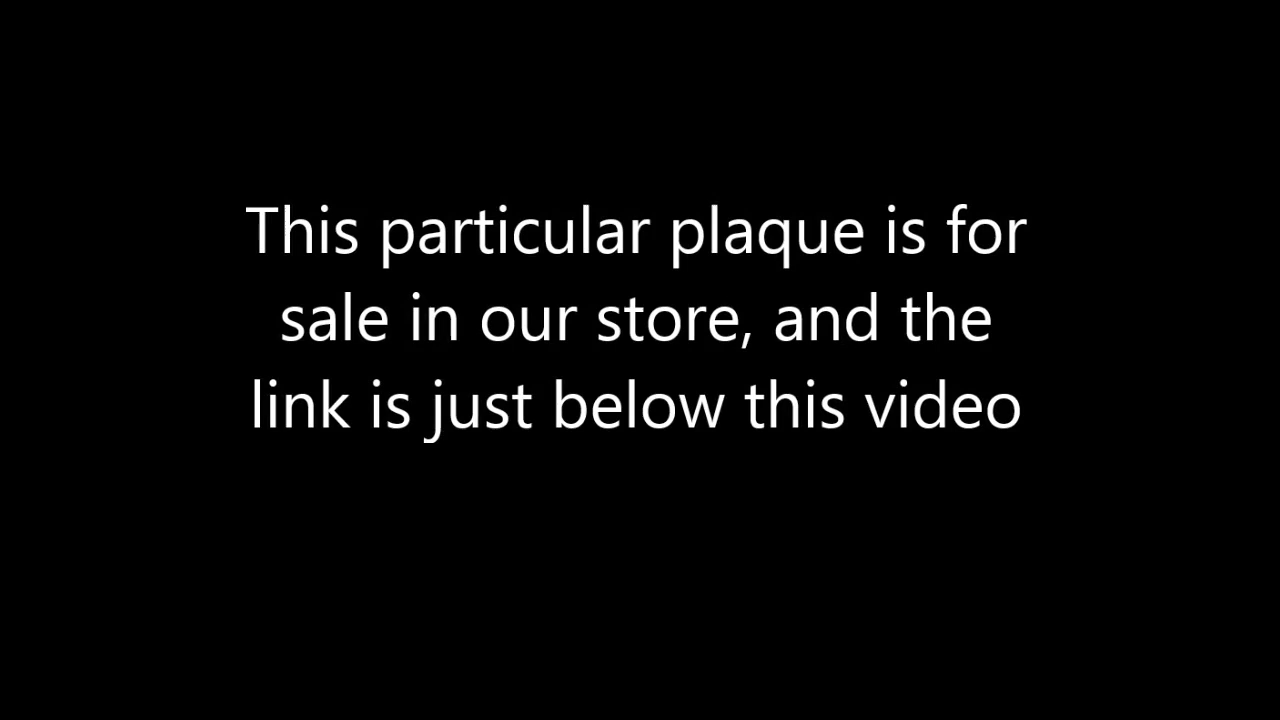 This particular plaque is for
sale in our store, and the
link is just below this video